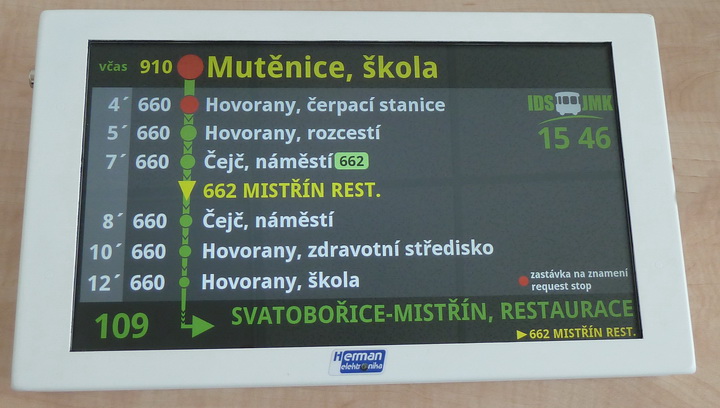 včas 910 Mutěnice, škola
4´ 660 Hovorany, čerpací stanice
IDS JMK
5´ 660 Hovorany, rozcestí
15 46
7´ 660 Čejč, náměstí 662
662 MISTŘÍN REST.
8´ 660 Čejč, náměstí
10´ 660 Hovorany, zdravotní středisko
12´ 660 Hovorany, škola
zastávka na znamení
request stop
109 SVATOBOŘICE-MISTŘÍN, RESTAURACE
662 MISTŘÍN REST.
Herman
elektronika